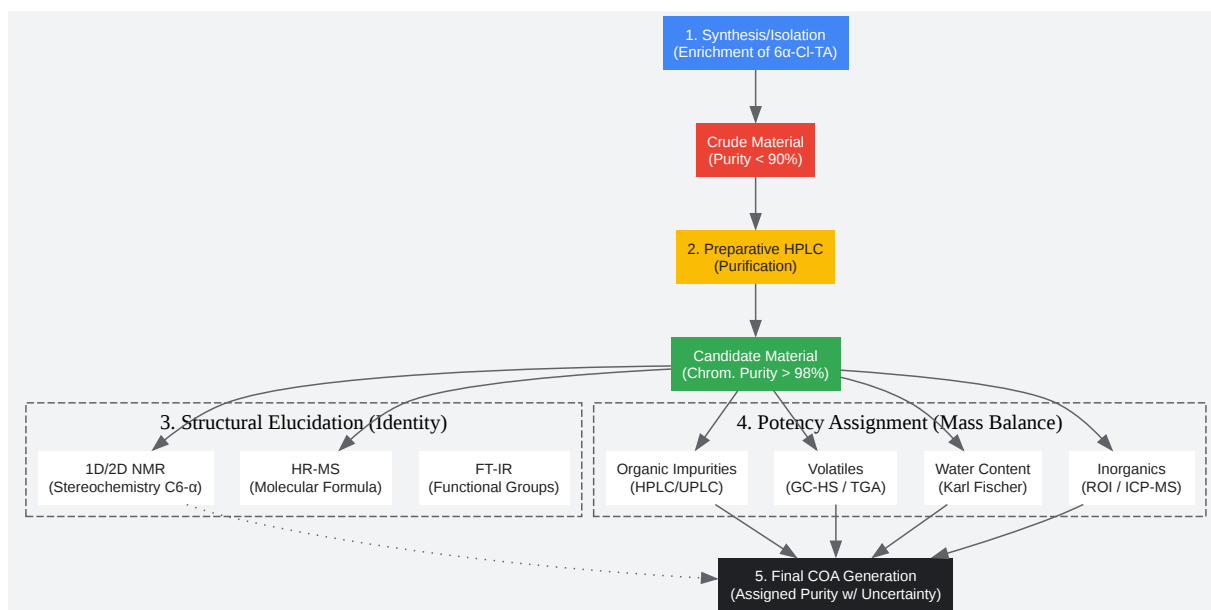 1. Synthesis/Isolation
(Enrichment of 6α-Cl-TA)
Crude Material
(Purity < 90%)
2. Preparative HPLC
(Purification)
Candidate Material
(Chrom. Purity > 98%)
3. Structural Elucidation (Identity)
1D/2D NMR
(Stereochemistry C6-α)
HR-MS
(Molecular Formula)
FT-IR
(Functional Groups)
4. Potency Assignment (Mass Balance)
Organic Impurities
(HPLC/UPLC)
Volatiles
(GC-HS / TGA)
Water Content
(Karl Fischer)
Inorganics
(ROI / ICP-MS)
5. Final COA Generation
(Assigned Purity w/ Uncertainty)